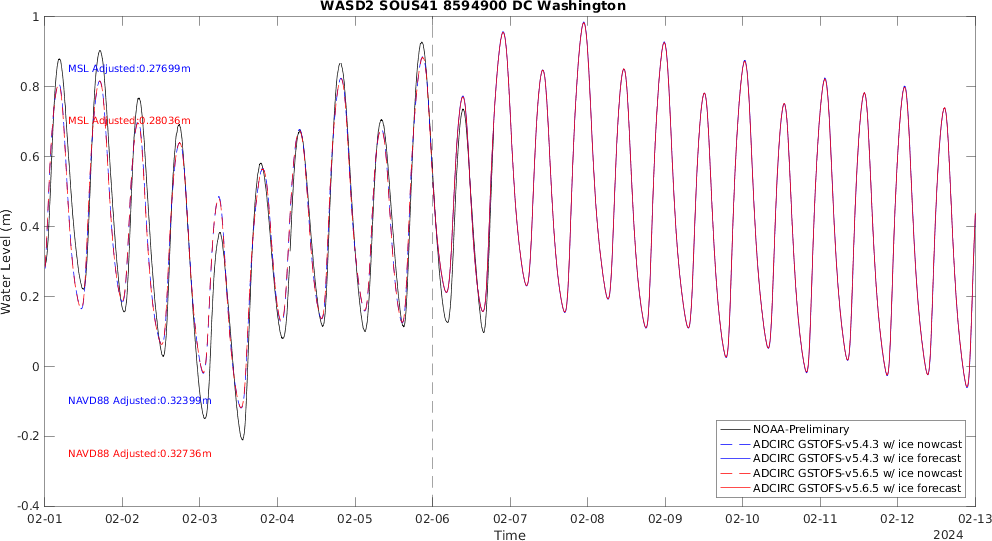 WASD2 SOUS41 8594900 DC Washington
1
0.8
0.6
0.4
0.2
0
-0.2
-0.4
Water Level (m)
MSL Adjusted:0.27699m
MSL Adjusted:0.28036m
NAVD88 Adjusted:0.32399m
NAVD88 Adjusted:0.32736m
NOAA-Preliminary
ADCIRC GSTOFS-v5.4.3 w/ ice nowcast
ADCIRC GSTOFS-v5.4.3 w/ ice forecast
ADCIRC GSTOFS-v5.6.5 w/ ice nowcast
ADCIRC GSTOFS-v5.6.5 w/ ice forecast
02-01 02-02 02-03 02-04 02-05 02-06 02-07 02-08 02-09 02-10 02-11 02-12 02-13
Time
2024